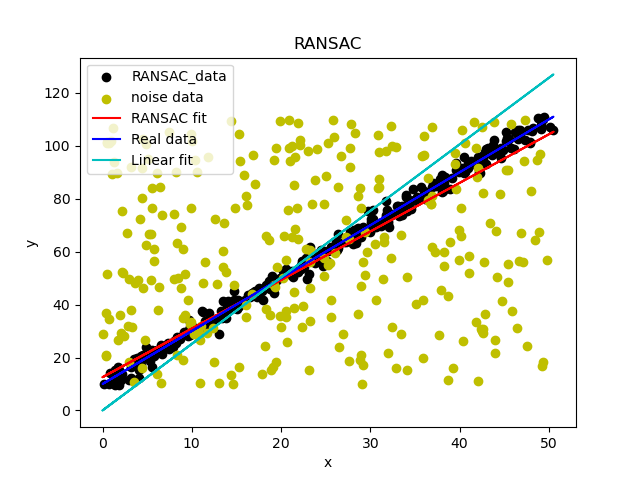 RANSAC
RANSAC_data
noise data
RANSAC fit
Real data
Linear fit
120
100
80
60
40
20
0
y
0 10 20 30 40 50
x